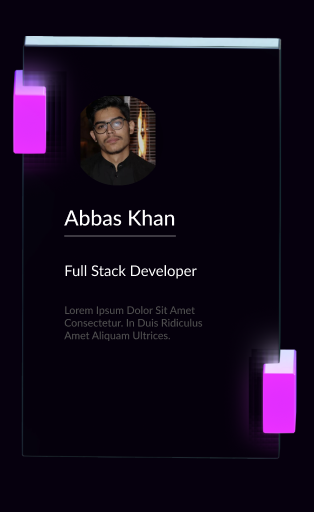 Abbas Khan
Full Stack Developer
Lorem Ipsum Dolor Sit Amet
Consectetur. In Duis Ridiculus
Amet Aliquam Ultrices.